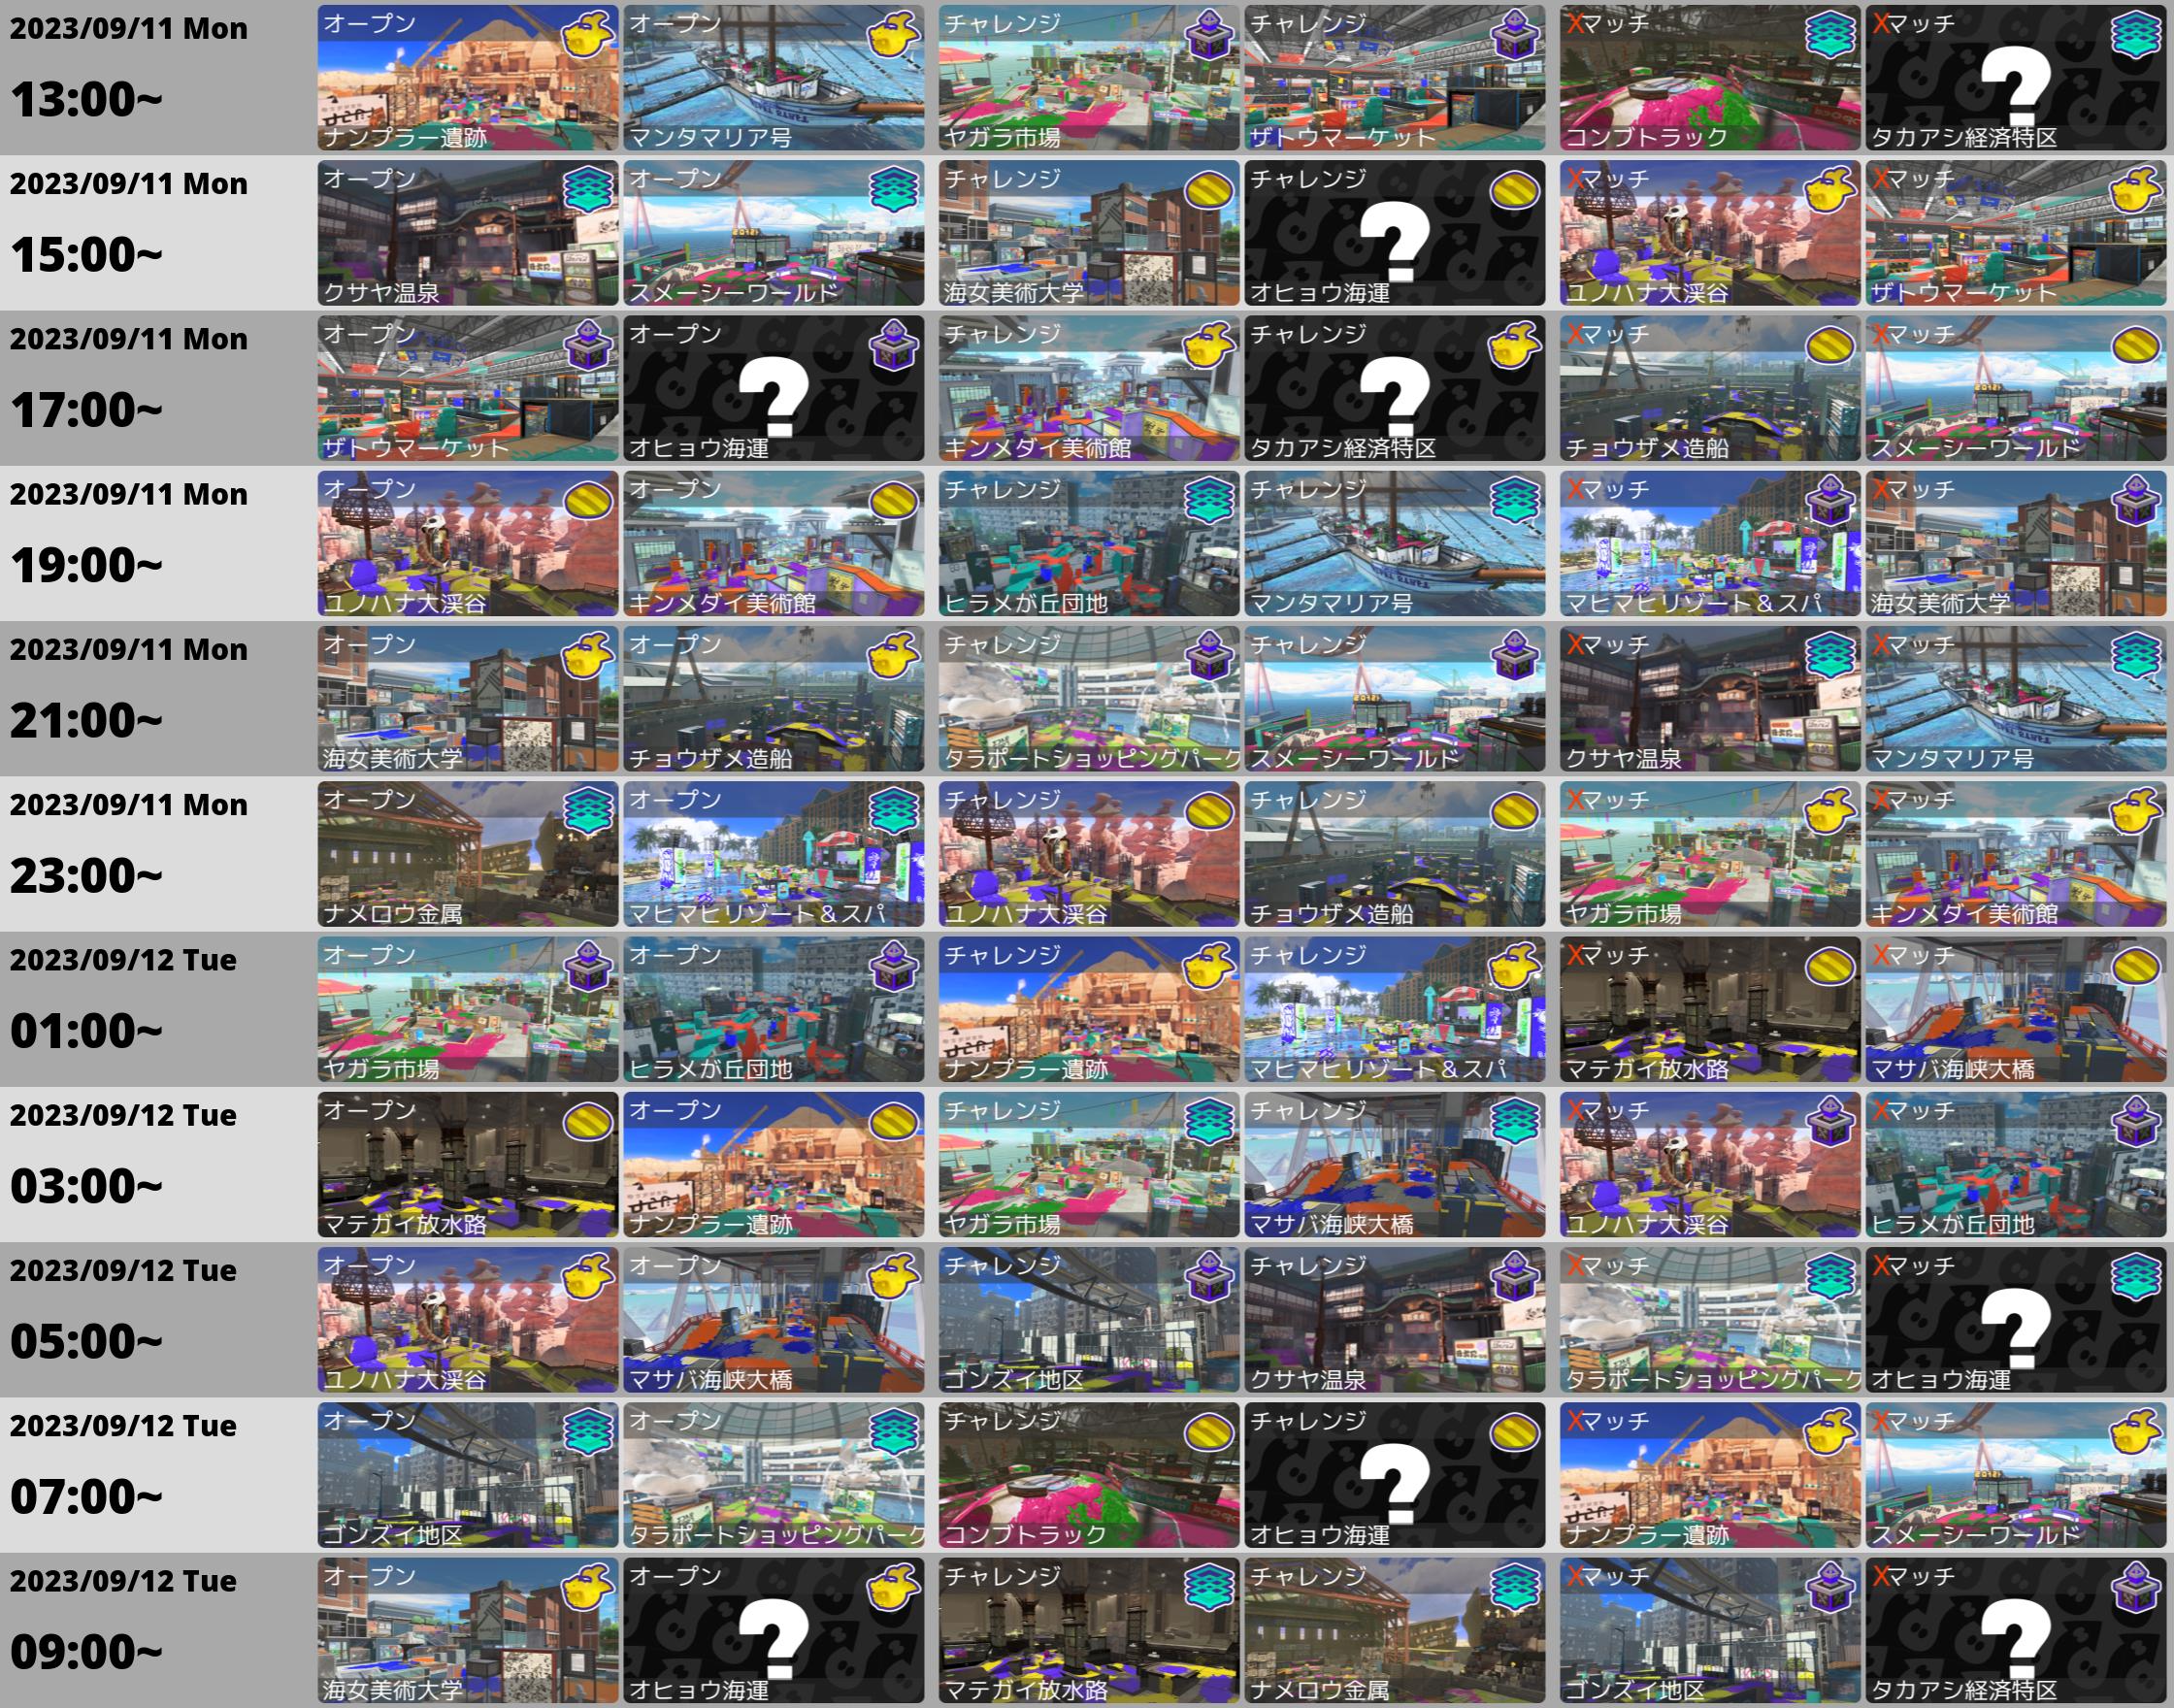 2023/09/11 Mon
13:00~
オープン
ナンプラー遺跡
オープン
マンタマリア号
チャレンジ
ヤガラ市場
チャレンジ
ザトウマーケット
Xマッチ
コンブトラック
Xマッチ
タカアシ経済特区
2023/09/11 Mon
15:00~
オープン
クサヤ温泉
オープン
スメーシーワールド
チャレンジ
海女美術大学
チャレンジ
オヒョウ海運
Xマッチ
ユノハナ大渓谷
Xマッチ
ザトウマーケット
2023/09/11 Mon
17:00~
オープン
ザトウマーケット
オープン
オヒョウ海運
チャレンジ
キンメダイ美術館
チャレンジ
タカアシ経済特区
Xマッチ
チョウザメ造船
Xマッチ
スメーシーワールド
2023/09/11 Mon
19:00~
オープン
ユノハナ大渓谷
オープン
キンメダイ美術館
チャレンジ
ヒラメが丘団地
チャレンジ
マンタマリア号
Xマッチ
マヒマヒリゾート&スパ
Xマッチ
海女美術大学
2023/09/11 Mon
21:00~
オープン
海女美術大学
オープン
チョウザメ造船
チャレンジ
タラポートショッピングパーク
チャレンジ
スメーシーワールド
Xマッチ
クサヤ温泉
Xマッチ
マンタマリア号
2023/09/11 Mon
23:00~
オープン
ナメロウ金属
オープン
マヒマヒリゾート&スパ
チャレンジ
ユノハナ大渓谷
チャレンジ
チョウザメ造船
Xマッチ
ヤガラ市場
Xマッチ
キンメダイ美術館
2023/09/12 Tue
01:00~
オープン
ヤガラ市場
オープン
ヒラメが丘団地
チャレンジ
ナンプラー遺跡
チャレンジ
マヒマヒリゾート&スパ
Xマッチ
マテガイ放水路
Xマッチ
マサバ海峡大橋
2023/09/12 Tue
03:00~
オープン
マテガイ放水路
オープン
ナンプラー遺跡
チャレンジ
ヤガラ市場
チャレンジ
マサバ海峡大橋
Xマッチ
ユノハナ大渓谷
Xマッチ
ヒラメが丘団地
2023/09/12 Tue
05:00~
オープン
ユノハナ大渓谷
オープン
マサバ海峡大橋
チャレンジ
ゴンズイ地区
チャレンジ
クサヤ温泉
Xマッチ
タラポートショッピングパーク
Xマッチ
オヒョウ海運
2023/09/12 Tue
07:00~
オープン
ゴンズイ地区
オープン
タラポートショッピングパーク
チャレンジ
コンブトラック
チャレンジ
オヒョウ海運
Xマッチ
ナンプラー遺跡
Xマッチ
スメーシーワールド
2023/09/12 Tue
09:00~
オープン
海女美術大学
オープン
オヒョウ海運
チャレンジ
マテガイ放水路
チャレンジ
ナメロウ金属
Xマッチ
ゴンズイ地区
Xマッチ
タカアシ経済特区